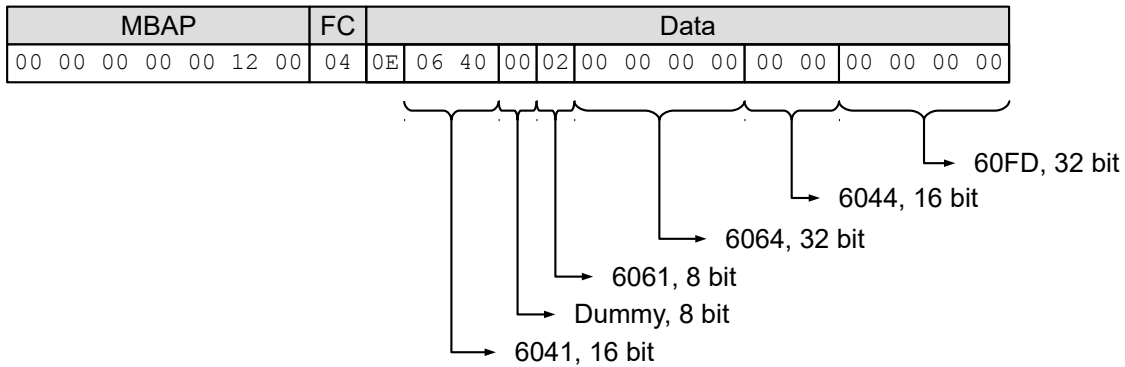 MBAP FC Data
00 00 00 00 00 12 00 04 0E 06 40 00 02 00 00 00 00 00 00 00 00 00 00
60FD, 32 bit
6044, 16 bit
6064, 32 bit
6061, 8 bit
Dummy, 8 bit
6041, 16 bit